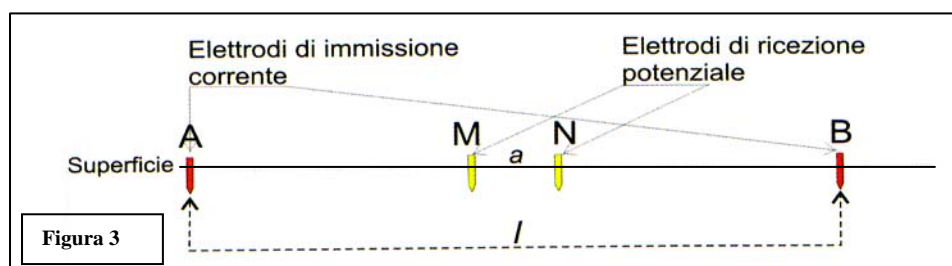 Elettrodi di immissione
corrente
Elettrodi di ricezione
potenziale
A
M
N
B
a
Superficie
l
Figura 3